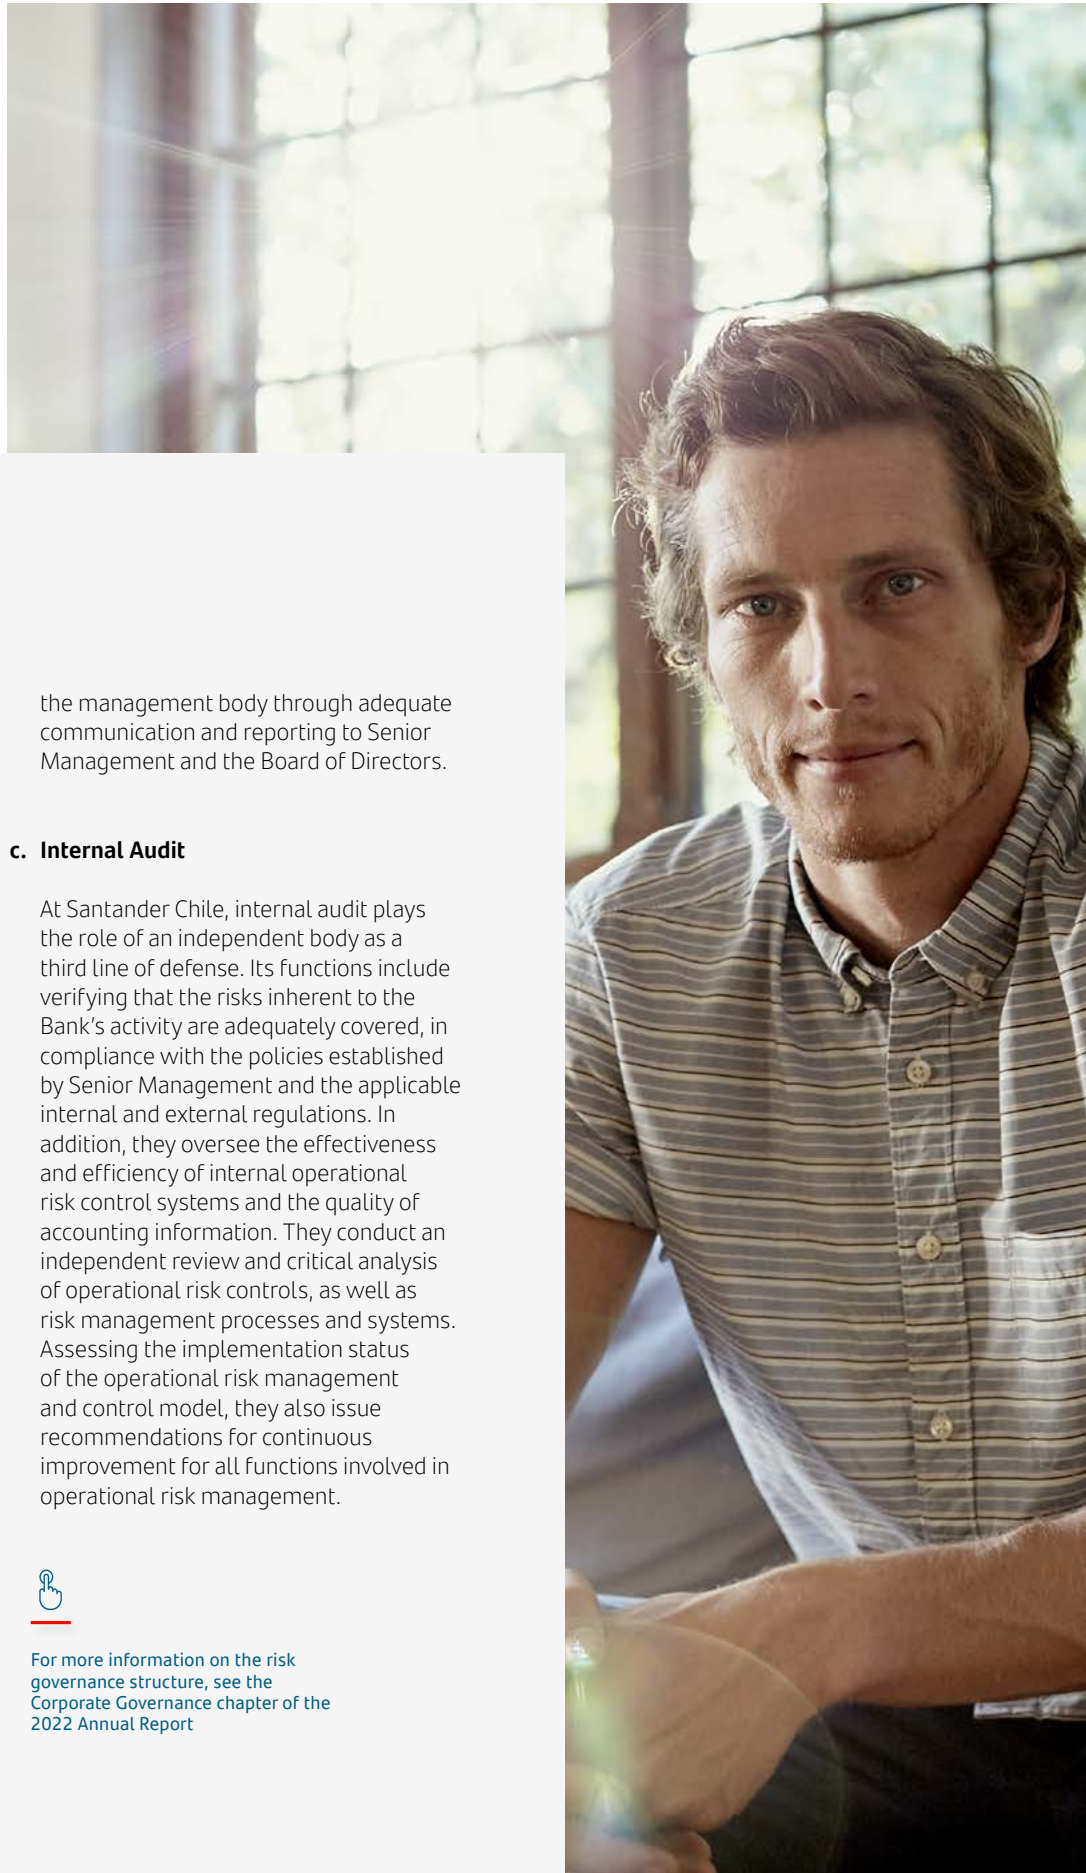 the management body through adequate
communication and reporting to Senior
Management and the Board of Directors.
c. Internal Audit
At Santander Chile, internal audit plays
the role of an independent body as a
third line of defense. Its functions include
verifying that the risks inherent to the
Bank's activity are adequately covered, in
compliance with the policies established
by Senior Management and the applicable
internal and external regulations. In
addition, they oversee the effectiveness
and efficiency of internal operational
risk control systems and the quality of
accounting information. They conduct an
independent review and critical analysis
of operational risk controls, as well as
risk management processes and systems.
Assessing the implementation status
of the operational risk management
and control model, they also issue
recommendations for continuous
improvement for all functions involved in
operational risk management.
For more information on the risk
governance structure, see the
Corporate Governance chapter of the
2022 Annual Report